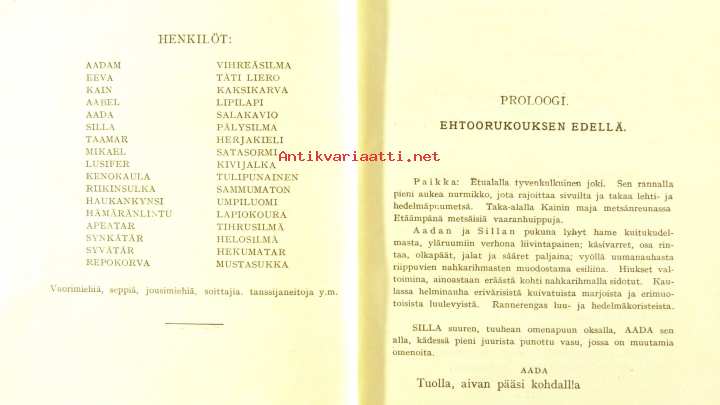 HENKILÖT:
AADAM
EEVA
KAIN
AABEL
AADA
SILLA
TAAMAR
MIKAEL
LUSIFER
KENOKAULA
RIIKINSULKA
HAUKANKYNSI
HÄMÄRÄNLINTU
APEATAR
SYNKÄTÄR
SYVÄTÄR
REPOKORVA
VIHREÄSILMÄ
TÄTI LIERO
KAKSIKARVA
LIPILAPI
SALAKAVIO
PÄLYSILMÄ
HERJAKIELI
SATASORMI
KIVIJALKA
TULIPUNAINEN
SAMMUMATON
UMPILUOMI
LAPIOKOURA
TIHRUSILMÄ
HELOSILMÄ
HEKUMATAR
MUSTASUKKA
Vuorimiehiä, seppiä, jousimiehiä, soittajia. tanssijaneitoja y.m.
Antikvariaatti.net
PROLOOGI.
EHTOORUKOUKSEN EDELLÄ.
Paikka: Etualalla tyvenkulkuinen joki. Sen rannalla
pieni aukea nurmikko, jota rajoittaa sivuilta ja takaa lehti- ja
hedelmäpuumetsä. Taka-alalla Kainin maja metsänreunassa
Etäämpänä metsäisiä vaaranhuippuja.
Aadan ja Sillan pukuna lyhyt hame kuitukudel-
masta, yläruumiin verhona liivintapainen; käsivarret, osa rin-
taa, olkapäät, jalat ja sääret paljaina; vyöllä uumanauhasta
riippuvien nahkarihmasten muodostama esiliina. Hiukset val-
toimina, ainoastaan eräästä kohti nahkarihmalla sidotut. Kau-
lassa helminauha erivärisistä kuivatuista marjoista ja erimuo-
toisista luulevyistä. Rannerengas luu- ja hedelmäkoristeista.
SILLA suuren, tuuhean omenapuun oksalla, AADA sen
alla, kädessä pieni juurista punottu vasu, jossa on muutamia
omenoita.
AADA
Tuolla, aivan pääsi kohdalla